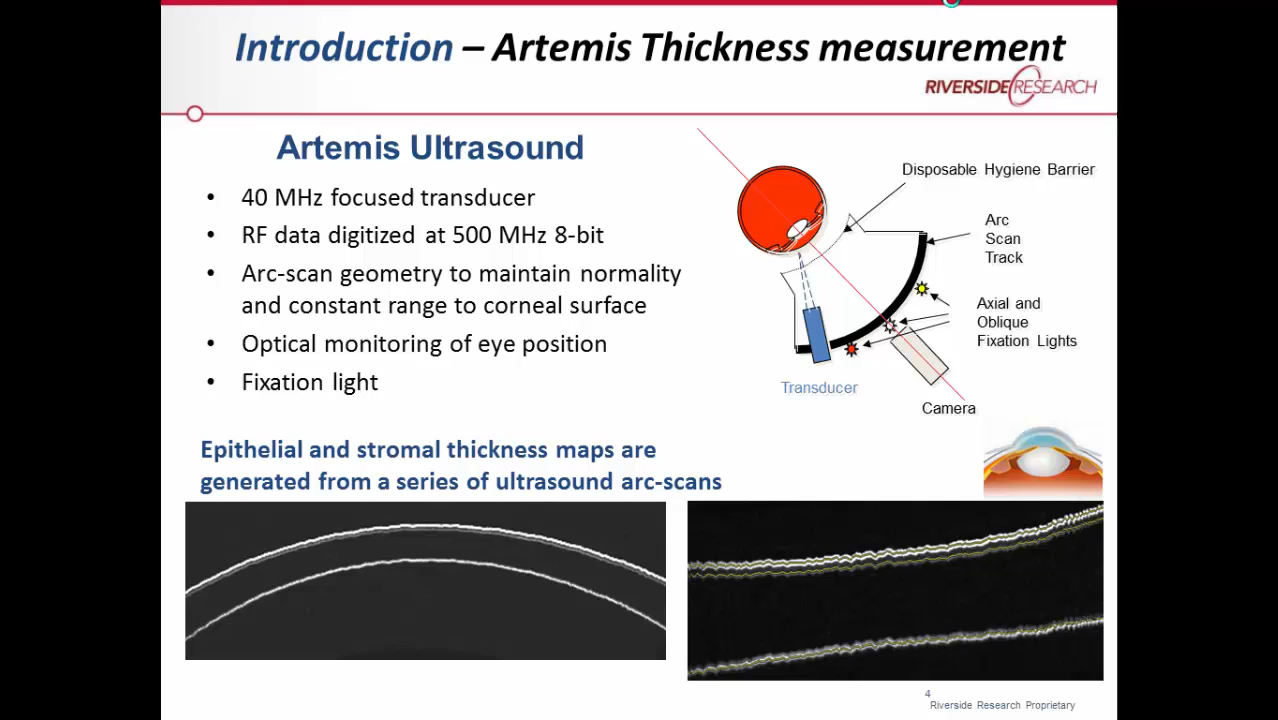 Introduction – Artemis Thickness measurement
RIVERSIDE RESEARCH
Artemis Ultrasound
• 40 MHz focused transducer
• RF data digitized at 500 MHz 8-bit
• Arc-scan geometry to maintain normality
and constant range to corneal surface
• Optical monitoring of eye position
• Fixation light
Disposable Hygiene Barrier
Arc
Scan
Track
Axial and
Oblique
Fixation Lights
Transducer
Camera
Epithelial and stromal thickness maps are
generated from a series of ultrasound arc-scans
4
Riverside Research Proprietary